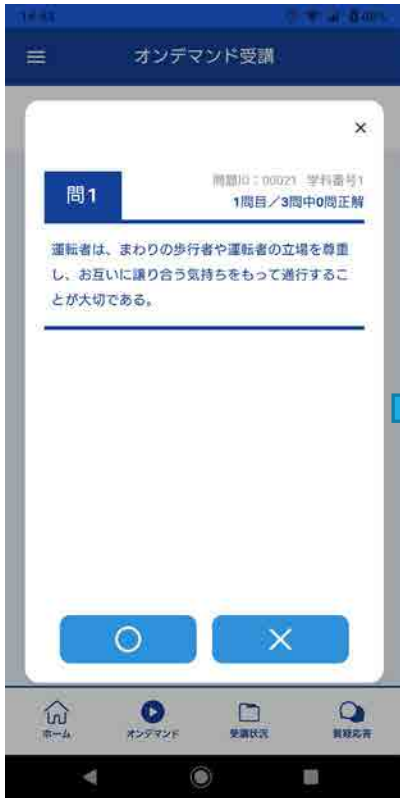 オンデマンド受講
×
問1
問題ID：00021 学科番号1
1問目／3問中0問正解
運転者は、まわりの歩行者や運転者の立場を尊重
し、お互いに譲り合う気持ちをもって通行するこ
とが大切である。
ホーム
オンデマンド
受講状況
質疑応答